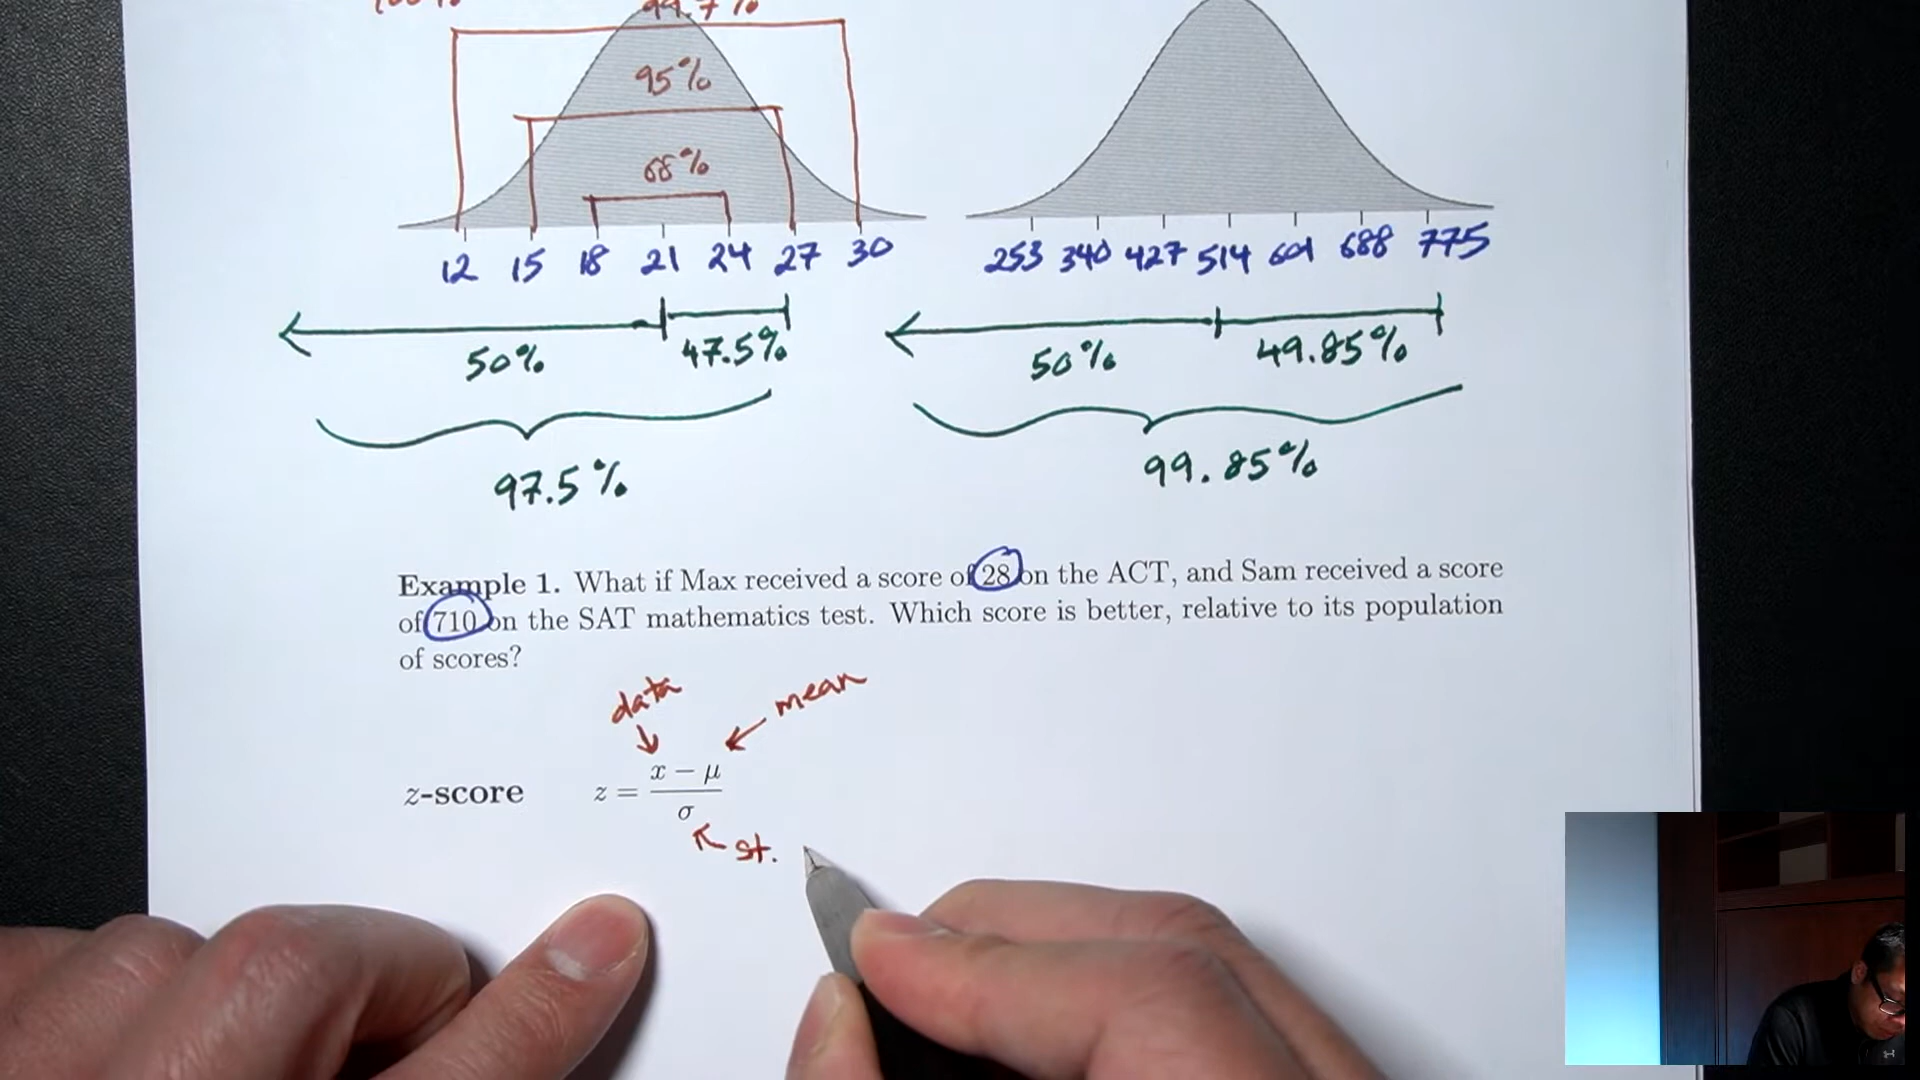 99.7%
95%
68%
12 15 18 21 24 27 30
253 340 427 514 601 688 775
50% 47.5%
50% 49.85%
97.5%
99.85%
Example 1. What if Max received a score of 28 on the ACT, and Sam received a score
of 710 on the SAT mathematics test. Which score is better, relative to its population
of scores?
data mean
z-score z = x − μ / σ
st.